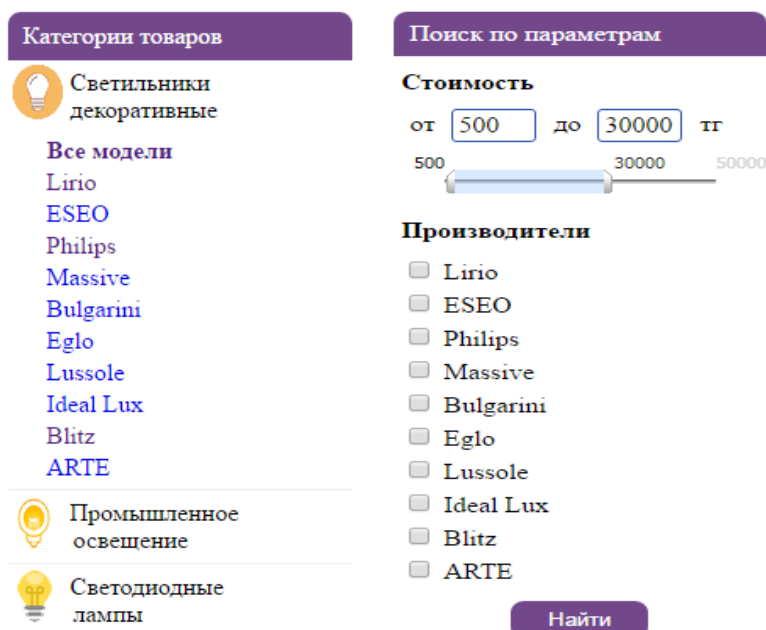 Категории товаров
Светильники
декоративные
Все модели
Lirio
ESEO
Philips
Massive
Bulgarini
Eglo
Lussole
Ideal Lux
Blitz
ARTE
Промышленное
освещение
Светодиодные
лампы
Поиск по параметрам
Стоимость
от 500 до 30000 тг
500 30000 50000
Производители
Lirio
ESEO
Philips
Massive
Bulgarini
Eglo
Lussole
Ideal Lux
Blitz
ARTE
Найти